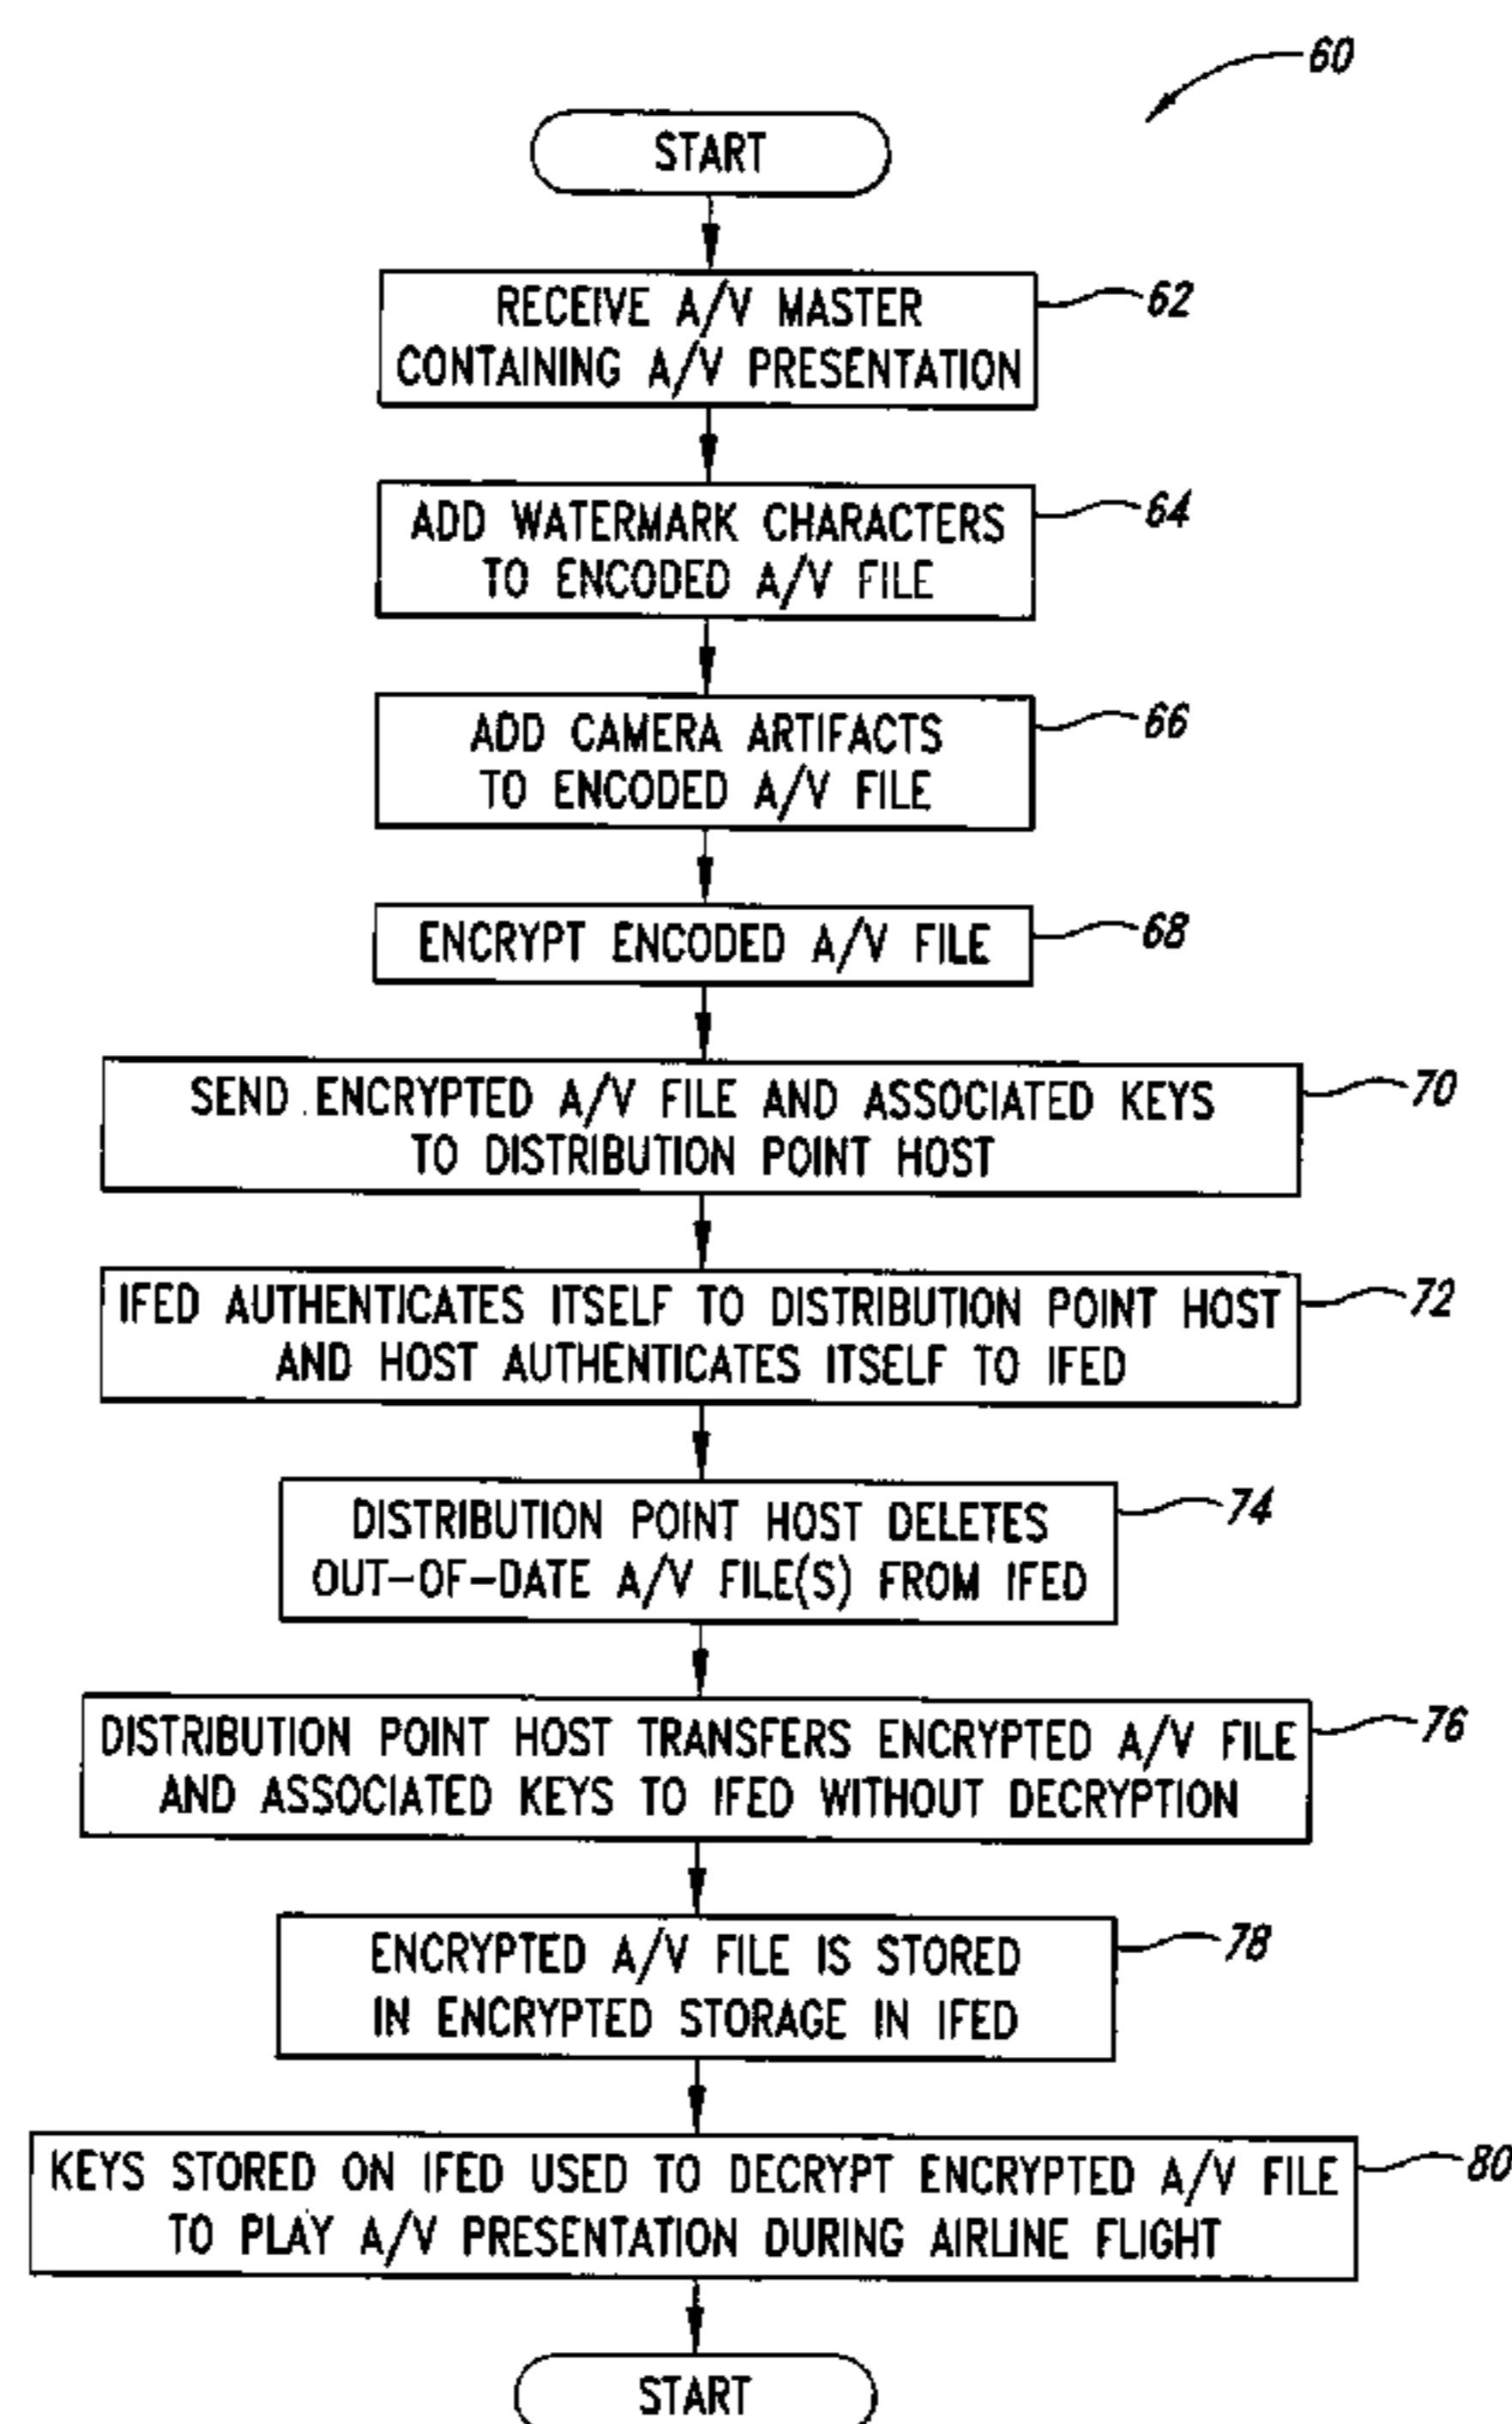 60
START
RECEIVE A/V MASTER
CONTAINING A/V PRESENTATION
62
ADD WATERMARK CHARACTERS
TO ENCODED A/V FILE
64
ADD CAMERA ARTIFACTS
TO ENCODED A/V FILE
66
ENCRYPT ENCODED A/V FILE
68
SEND ENCRYPTED A/V FILE AND ASSOCIATED KEYS
TO DISTRIBUTION POINT HOST
70
IFED AUTHENTICATES ITSELF TO DISTRIBUTION POINT HOST
AND HOST AUTHENTICATES ITSELF TO IFED
72
DISTRIBUTION POINT HOST DELETES
OUT-OF-DATE A/V FILE(S) FROM IFED
74
DISTRIBUTION POINT HOST TRANSFERS ENCRYPTED A/V FILE
AND ASSOCIATED KEYS TO IFED WITHOUT DECRYPTION
76
ENCRYPTED A/V FILE IS STORED
IN ENCRYPTED STORAGE IN IFED
78
KEYS STORED ON IFED USED TO DECRYPT ENCRYPTED A/V FILE
TO PLAY A/V PRESENTATION DURING AIRLINE FLIGHT
80
START